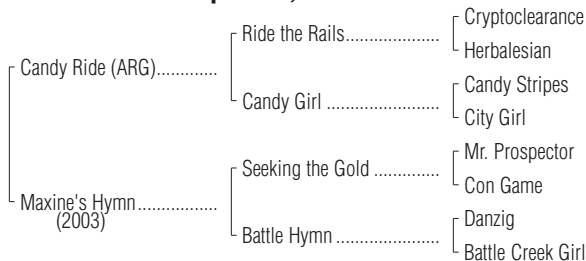 Cryptoclearance
Ride the Rails....................
Herbalesian
Candy Ride (ARG).............
Candy Stripes
Candy Girl ........................
City Girl
Mr. Prospector
Seeking the Gold ................
Con Game
Maxine's Hymn.................
(2003)
Danzig
Battle Hymn ......................
Battle Creek Girl